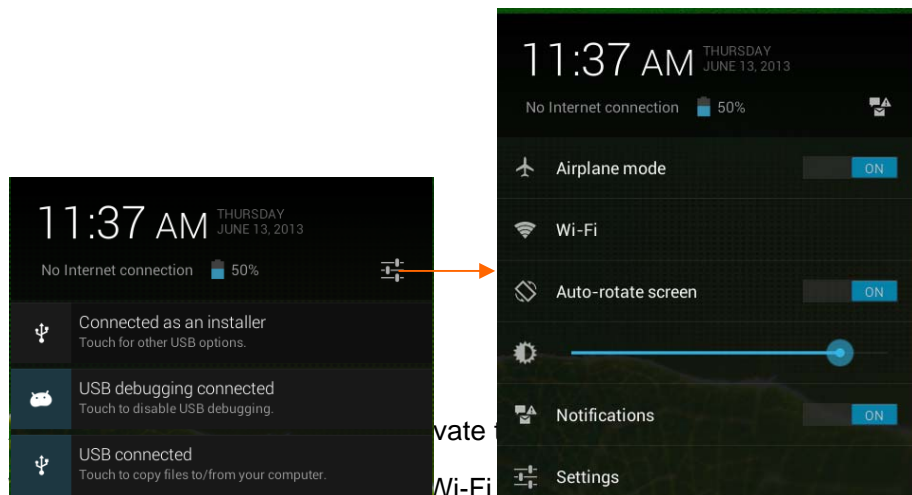 11:37 AM THURSDAY
JUNE 13, 2013
No Internet connection 50%
Connected as an installer
Touch for other USB options.
USB debugging connected
Touch to disable USB debugging.
USB connected
Touch to copy files to/from your computer.
11:37 AM THURSDAY
JUNE 13, 2013
No Internet connection 50%
Airplane mode ON
Wi-Fi
Auto-rotate screen ON
Notifications ON
Settings
Wi-Fi